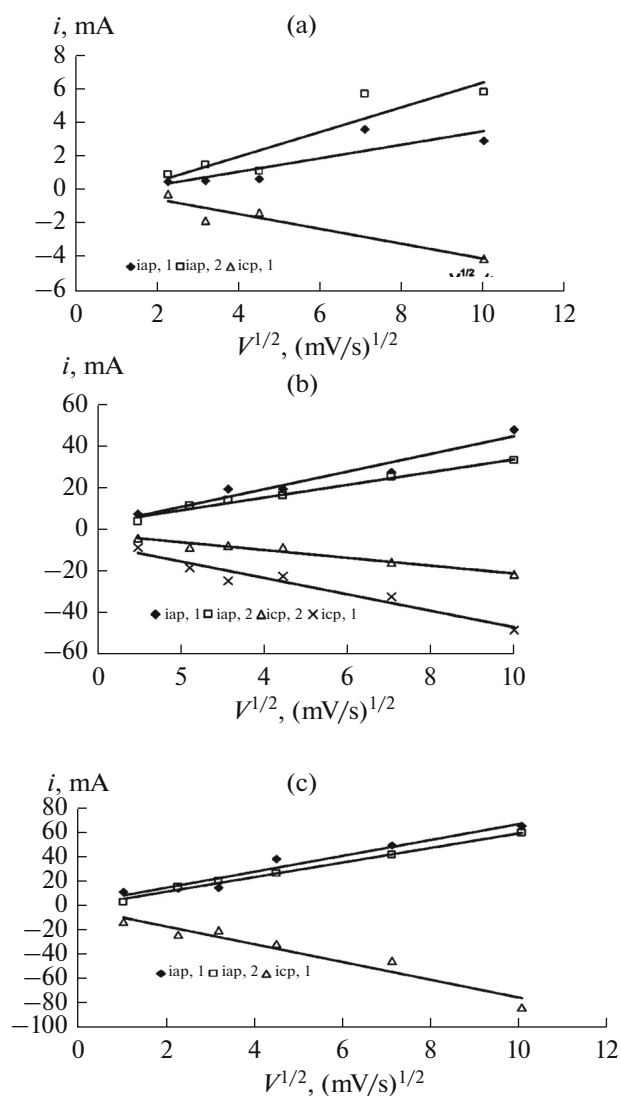 i, mA
(a)
8
6
4
2
0
−2
−4
−6
iap, 1 iap, 2 icp, 1
0 2 4 6 8 10 12
V1/2, (mV/s)1/2
i, mA
(b)
60
40
20
0
−20
−40
−60
iap, 1 iap, 2 icp, 2 icp, 1
0 5 4 6 8 10
V1/2, (mV/s)1/2
i, mA
(c)
80
60
40
20
0
−20
−40
−60
−80
−100
iap, 1 iap, 2 icp, 1
0 2 4 6 8 10 12
V1/2, (mV/s)1/2